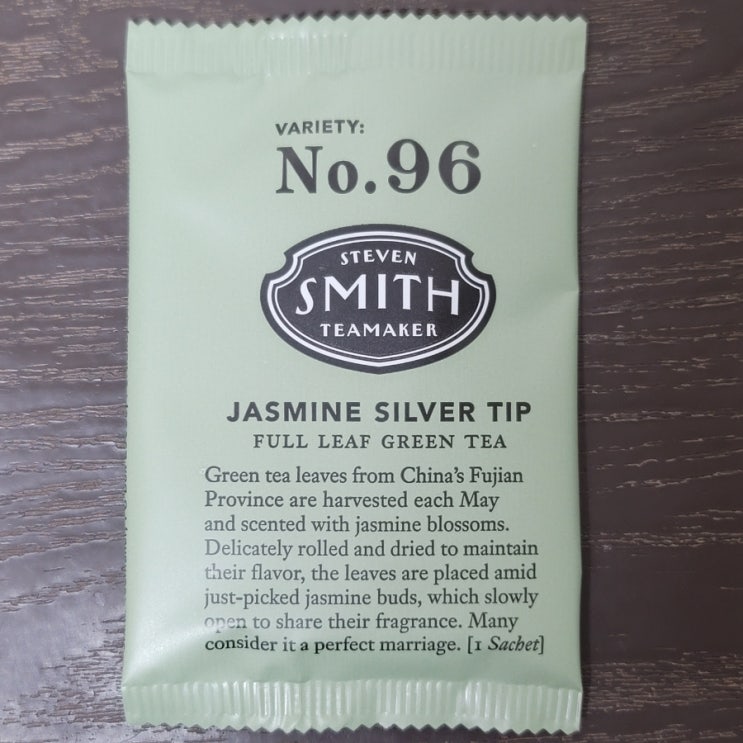 VARIETY:
No.96
STEVEN
SMITH
TEAMAKER
JASMINE SILVER TIP
FULL LEAF GREEN TEA
Green tea leaves from China's Fujian
Province are harvested each May
and scented with jasmine blossoms.
Delicately rolled and dried to maintain
their flavor, the leaves are placed amid
just-picked jasmine buds, which slowly
open to share their fragrance. Many
consider it a perfect marriage. [1 Sachet]